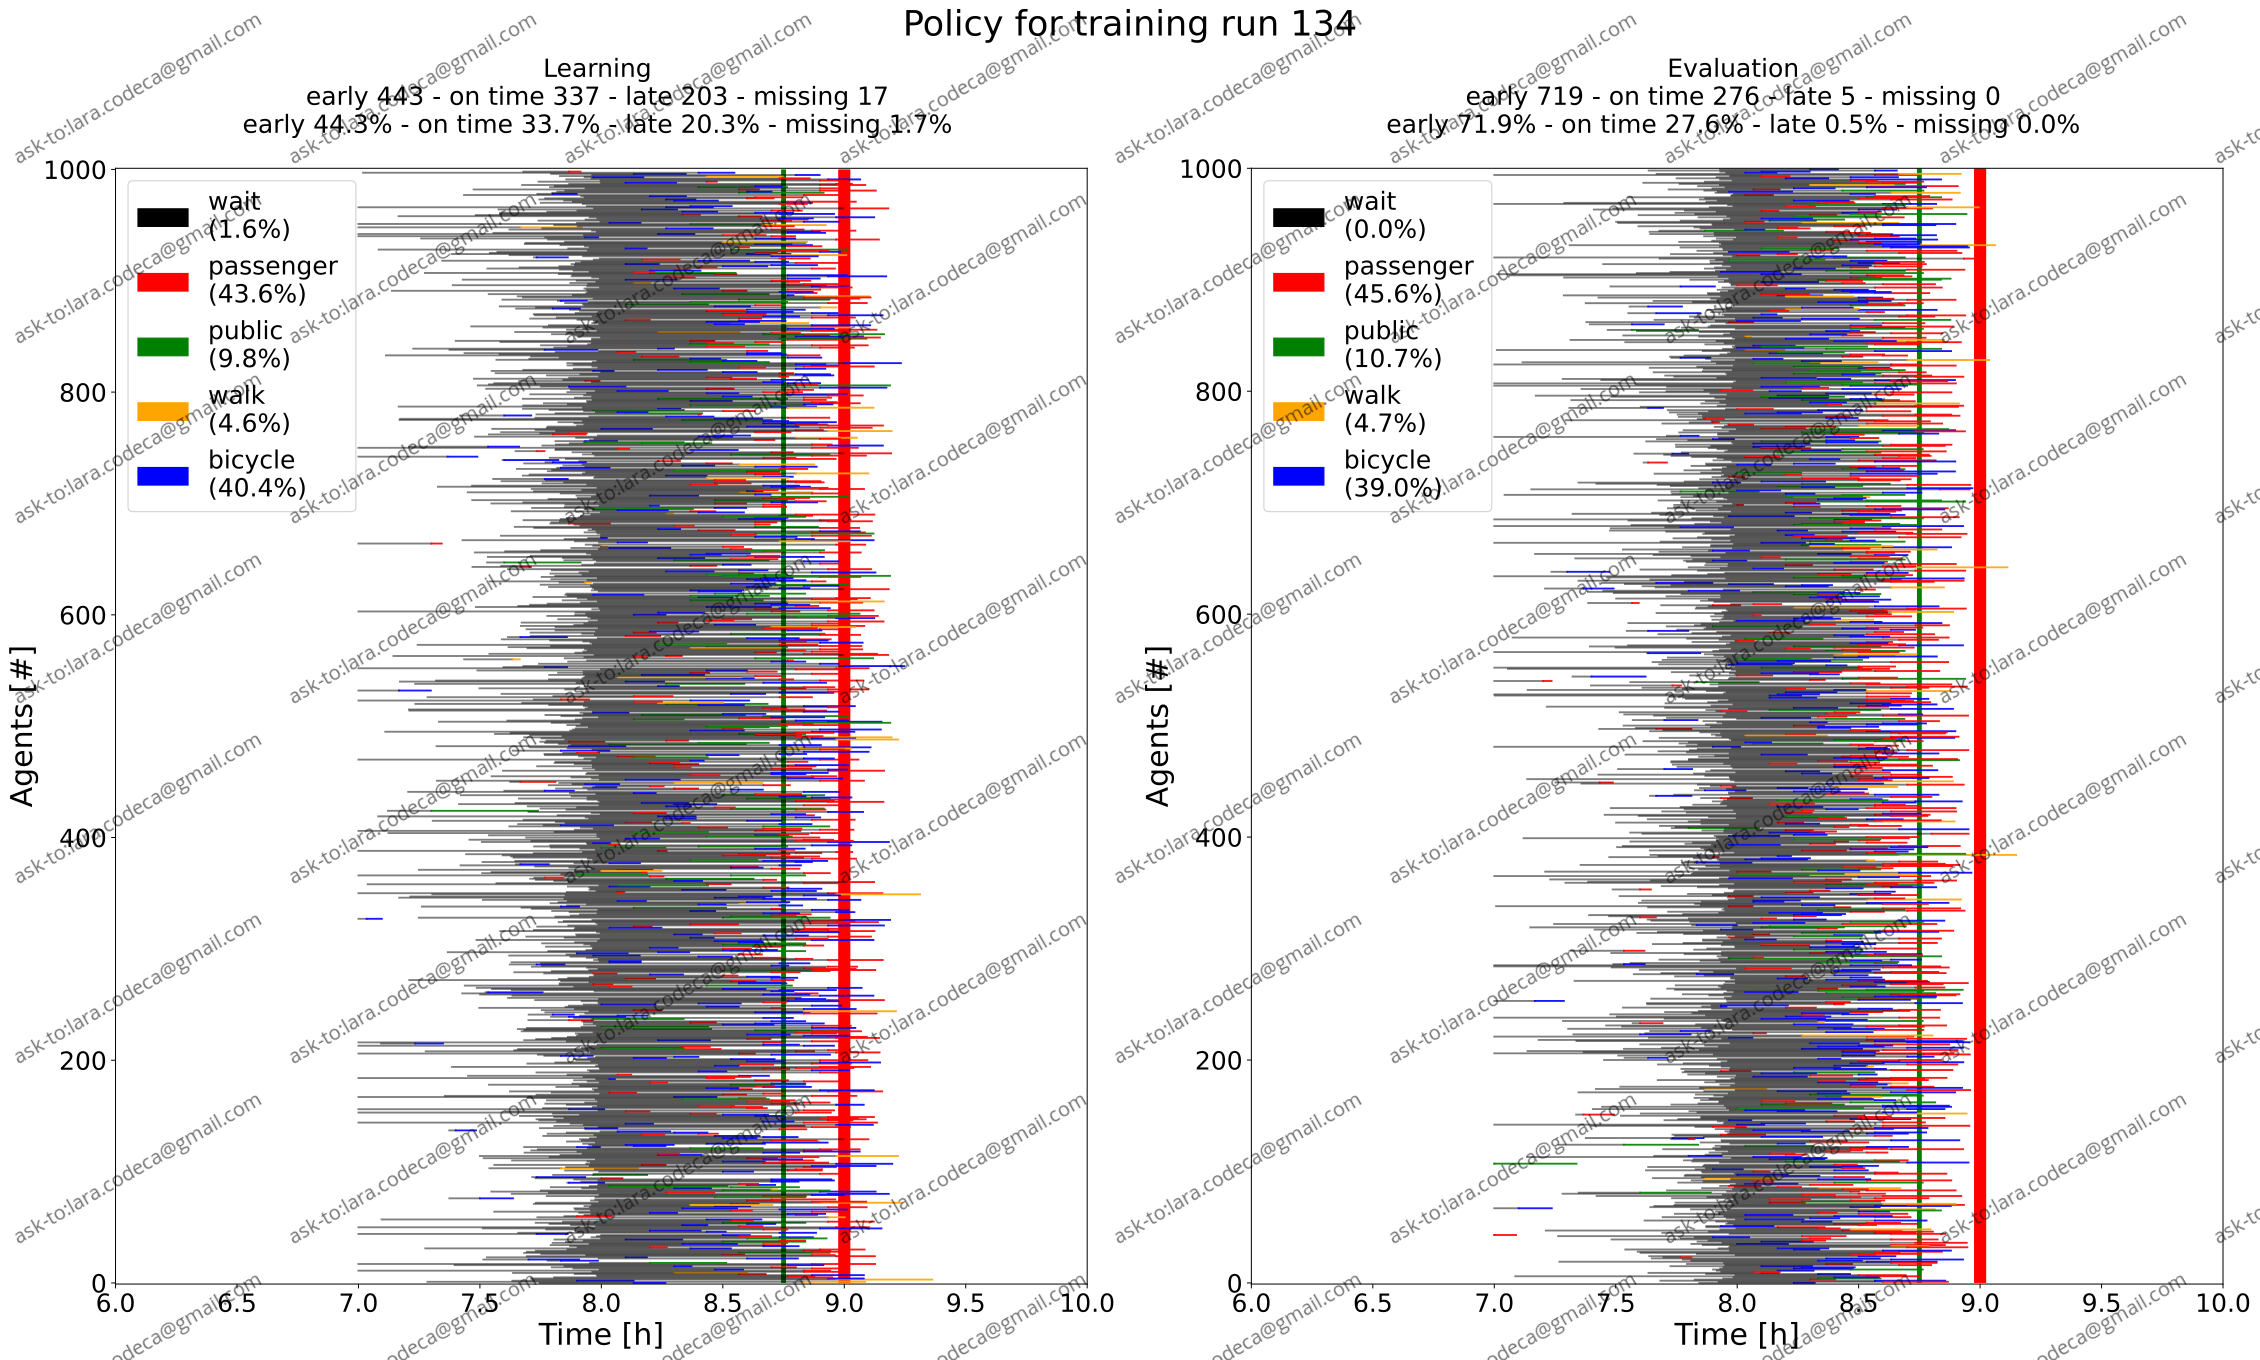 Policy for training run 134
Learning
early 443 - on time 337 - late 203 - missing 17
early 44.3% - on time 33.7% - late 20.3% - missing 1.7%
Evaluation
early 719 - on time 276 - late 5 - missing 0
early 71.9% - on time 27.6% - late 0.5% - missing 0.0%
wait
(1.6%)
passenger
(43.6%)
public
(9.8%)
walk
(4.6%)
bicycle
(40.4%)
Agents [#]
1000
800
600
400
200
0
6.0 6.5 7.0 7.5 8.0 8.5 9.0 9.5 10.0
Time [h]
wait
(0.0%)
passenger
(45.6%)
public
(10.7%)
walk
(4.7%)
bicycle
(39.0%)
Agents [#]
1000
800
600
400
200
0
6.0 6.5 7.0 7.5 8.0 8.5 9.0 9.5 10.0
Time [h]
ask-to:lara.codeca@gmail.com